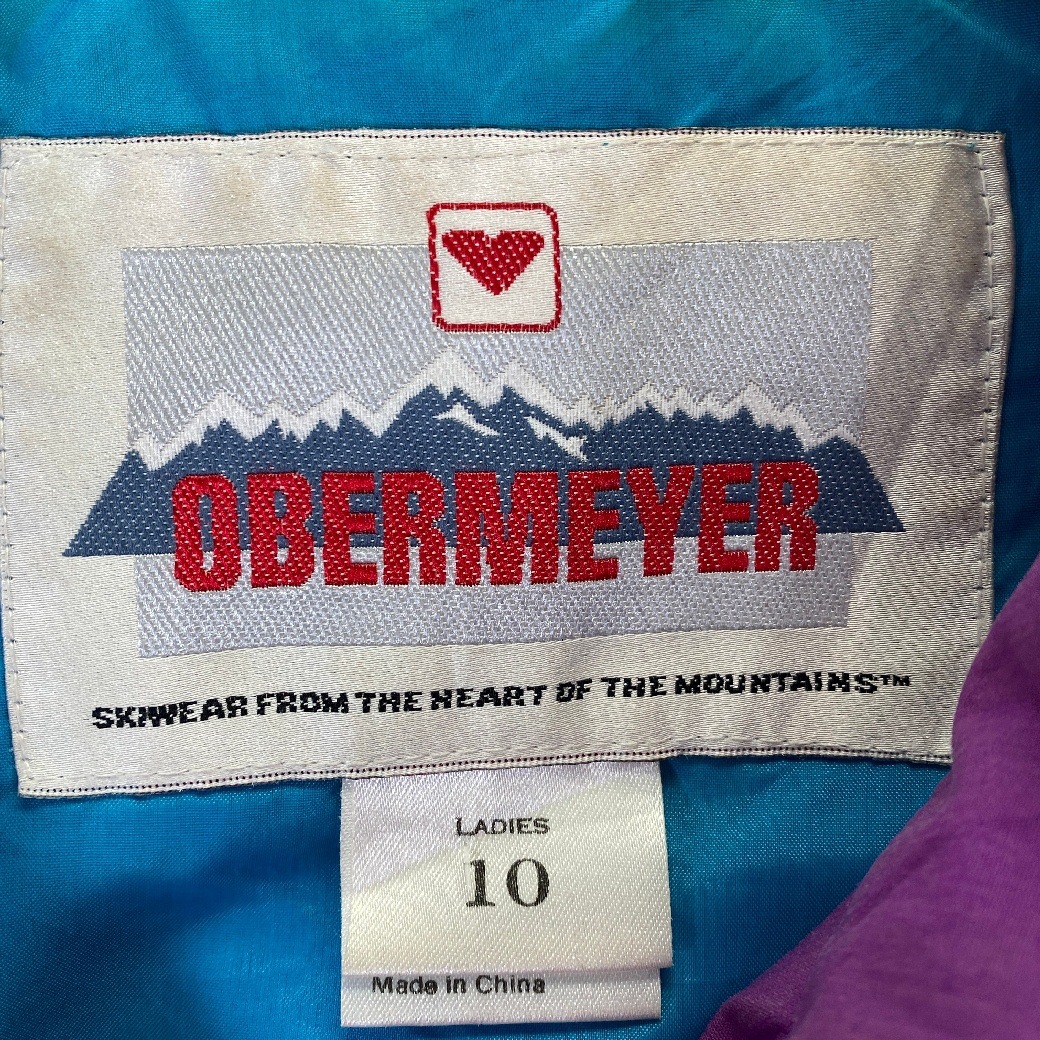 OBERMEYER
SKIWEAR FROM THE HEART OF THE MOUNTAINS™
LADIES
10
Made in China